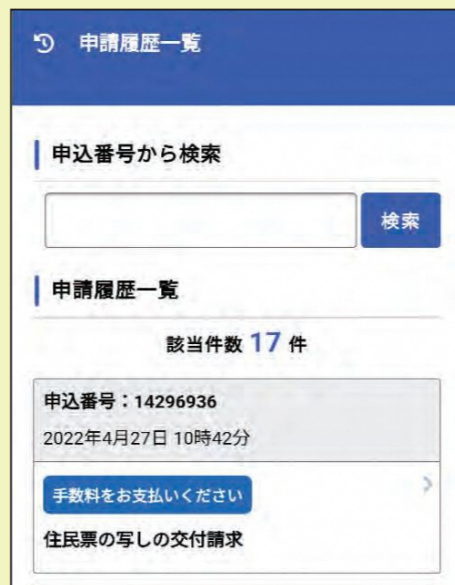 申請履歴一覧
申込番号から検索
検索
申請履歴一覧
該当件数 17 件
申込番号：14296936
2022年4月27日 10時42分
手数料をお支払いください
住民票の写しの交付請求